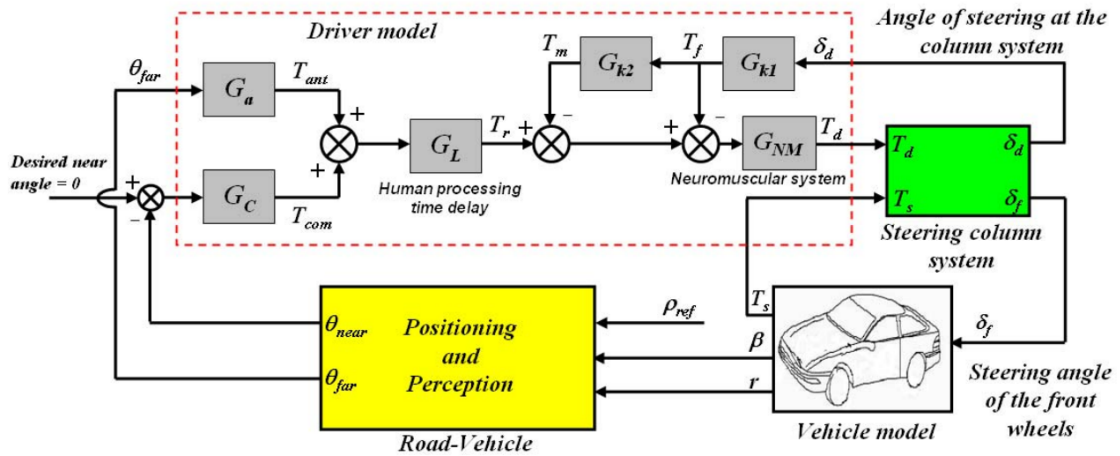 Driver model
Angle of steering at the
column system
θfar
Ga
Tant
Tm
Gk2
Tf
Gk1
δd
+
−
Desired near
angle = 0
+
−
GC
Tcom
+
GL
Human processing
time delay
Tr
+
+
−
GNM
Neuromuscular system
Td
Td
δd
Ts
δf
Steering column
system
θnear
θfar
Positioning
and
Perception
Road-Vehicle
ρref
β
r
Ts
Vehicle model
δf
Steering angle
of the front
wheels